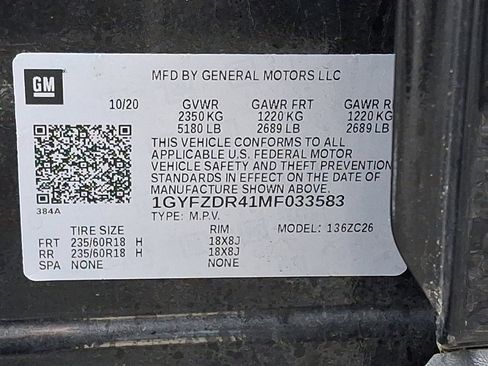 GM
MFD BY GENERAL MOTORS LLC
10/20 GVWR GAWR FRT GAWR
2350 KG 1220 KG 1220 KG
5180 LB 2689 LB 2689 LB
THIS VEHICLE CONFORMS TO ALL
APPLICABLE U.S. FEDERAL MOTOR
VEHICLE SAFETY AND THEFT PREVENTION
STANDARDS IN EFFECT ON THE DATE OF
MANUFACTURE SHOWN ABOVE.
384A
1GYFZDR41MF033583
TYPE: M.P.V. MODEL: 136ZC26
TIRE SIZE RIM
FRT 235/60R18 H 18X8J
RR 235/60R18 H 18X8J
SPA NONE NONE